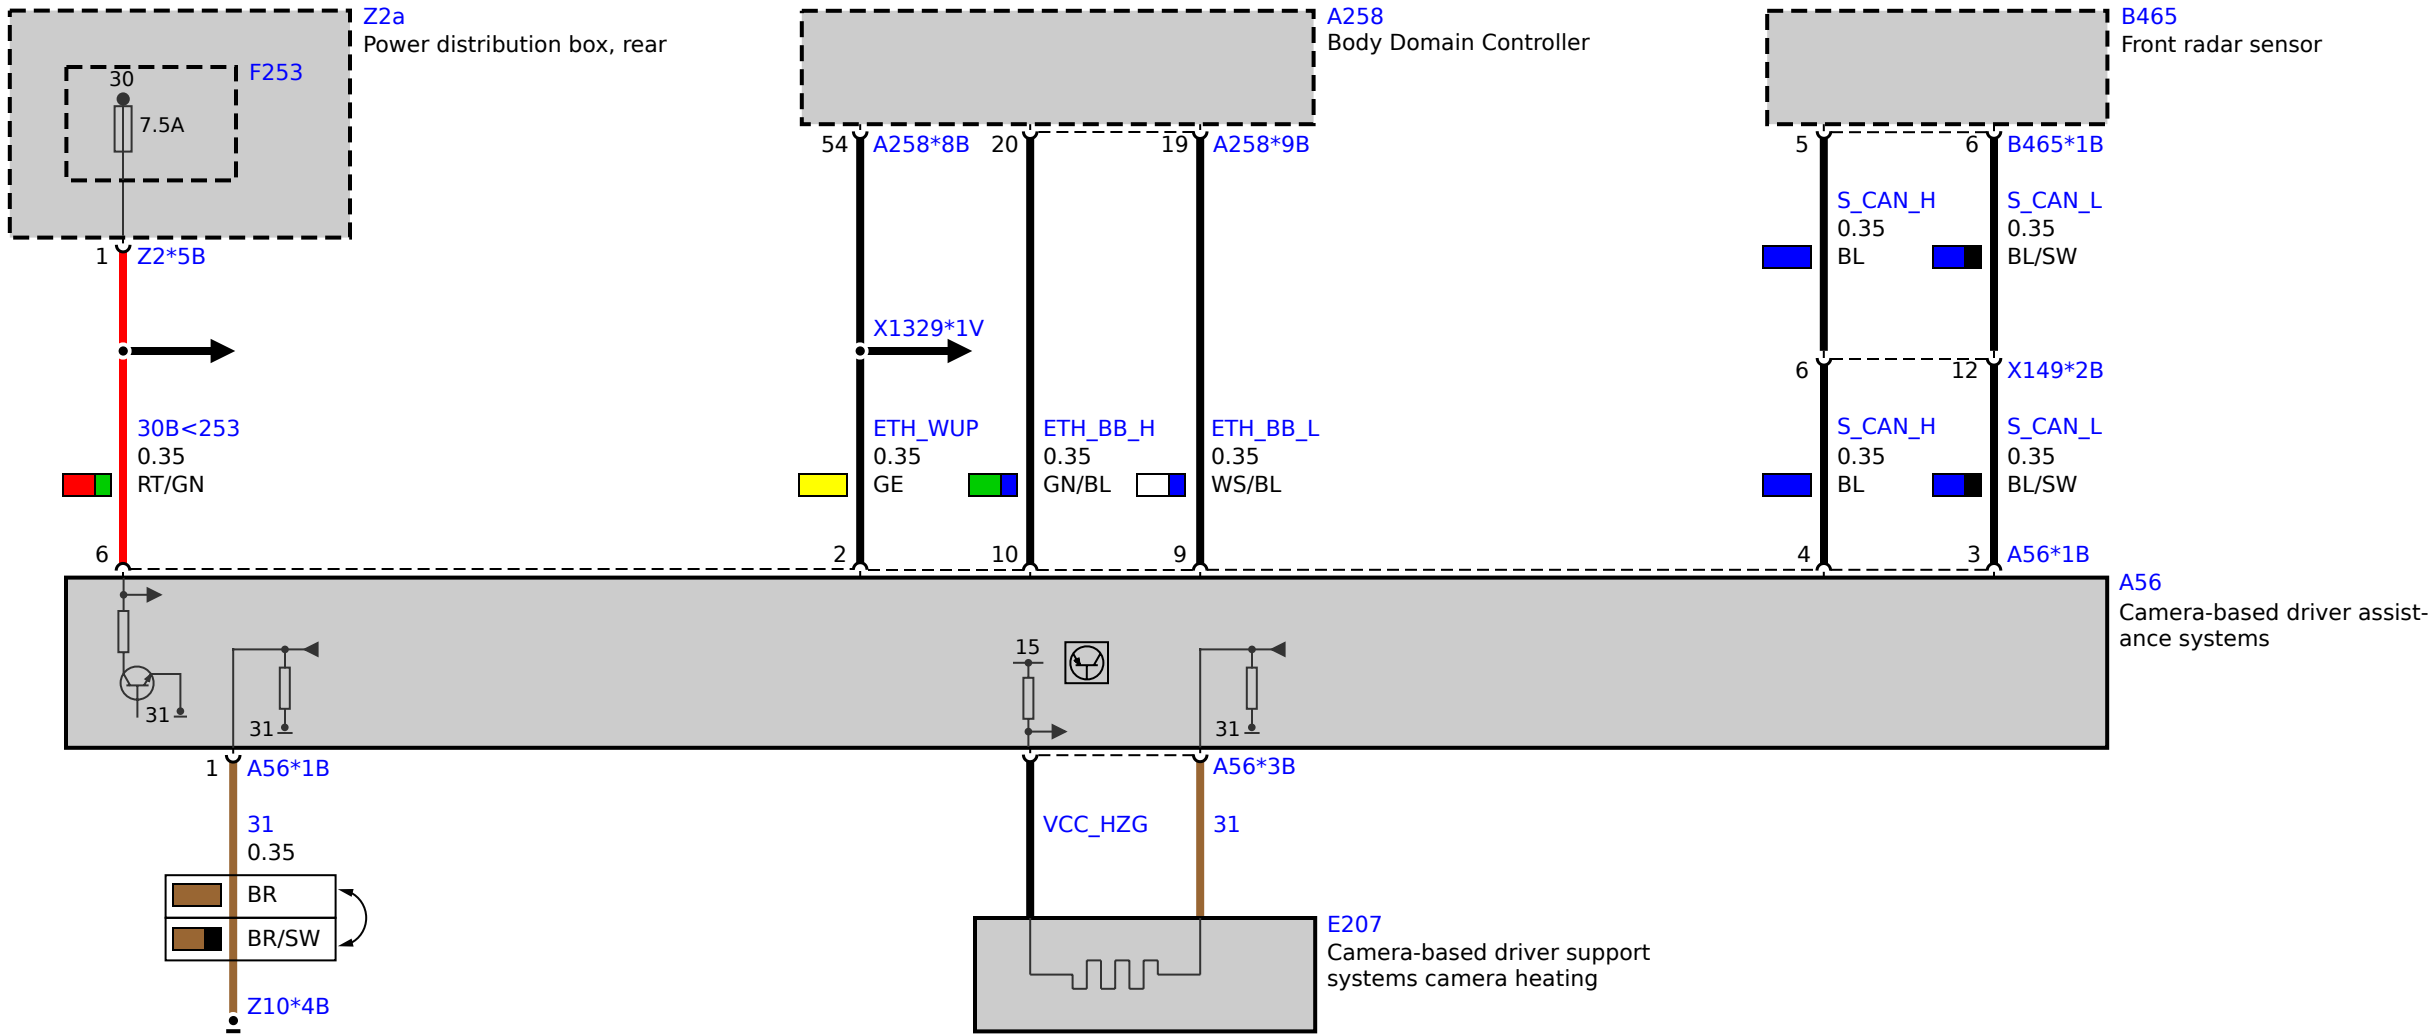 Z2a
Power distribution box, rear
F253
30
7.5A
1
Z2*5B
30B<253
0.35
RT/GN
6
A258
Body Domain Controller
54
A258*8B
20
19
A258*9B
X1329*1V
ETH_WUP
0.35
GE
ETH_BB_H
0.35
GN/BL
ETH_BB_L
0.35
WS/BL
2
10
9
B465
Front radar sensor
5
6
B465*1B
S_CAN_H
0.35
BL
S_CAN_L
0.35
BL/SW
6
12
X149*2B
S_CAN_H
0.35
BL
S_CAN_L
0.35
BL/SW
4
3
A56*1B
A56
Camera-based driver assist-
ance systems
31
31
15
31
1
A56*1B
31
0.35
BR
BR/SW
Z10*4B
A56*3B
VCC_HZG
31
E207
Camera-based driver support
systems camera heating